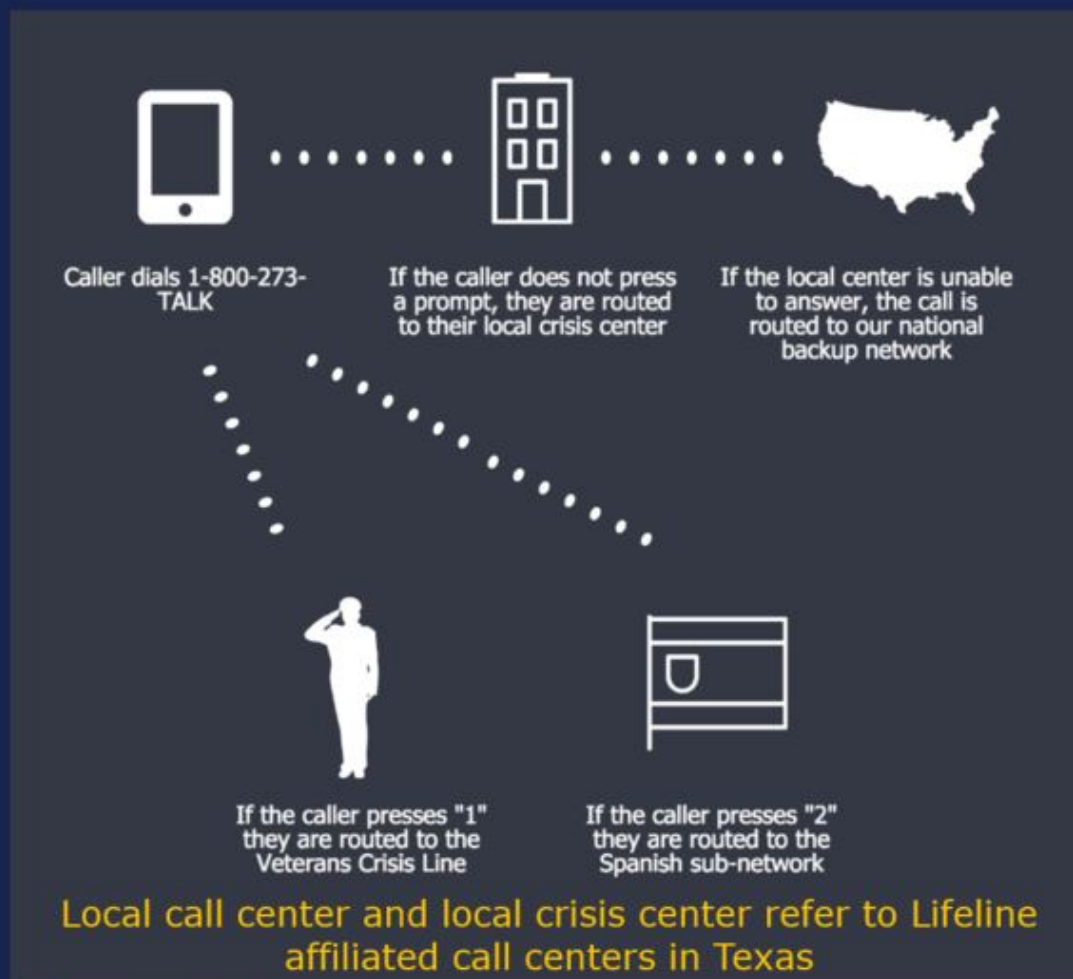 Caller dials 1-800-273-
TALK
If the caller does not press
a prompt, they are routed
to their local crisis center
If the local center is unable
to answer, the call is
routed to our national
backup network
If the caller presses "1"
they are routed to the
Veterans Crisis Line
If the caller presses "2"
they are routed to the
Spanish sub-network
Local call center and local crisis center refer to Lifeline
affiliated call centers in Texas